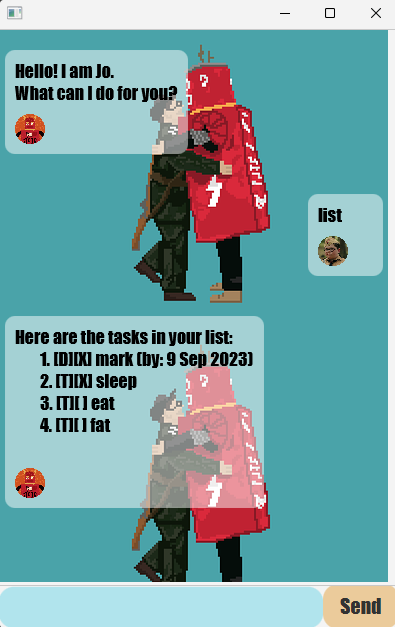 Hello! I am Jo.
What can I do for you?
list
Here are the tasks in your list:
1. [D][X] mark (by: 9 Sep 2023)
2. [T][X] sleep
3. [T][ ] eat
4. [T][ ] fat
Send